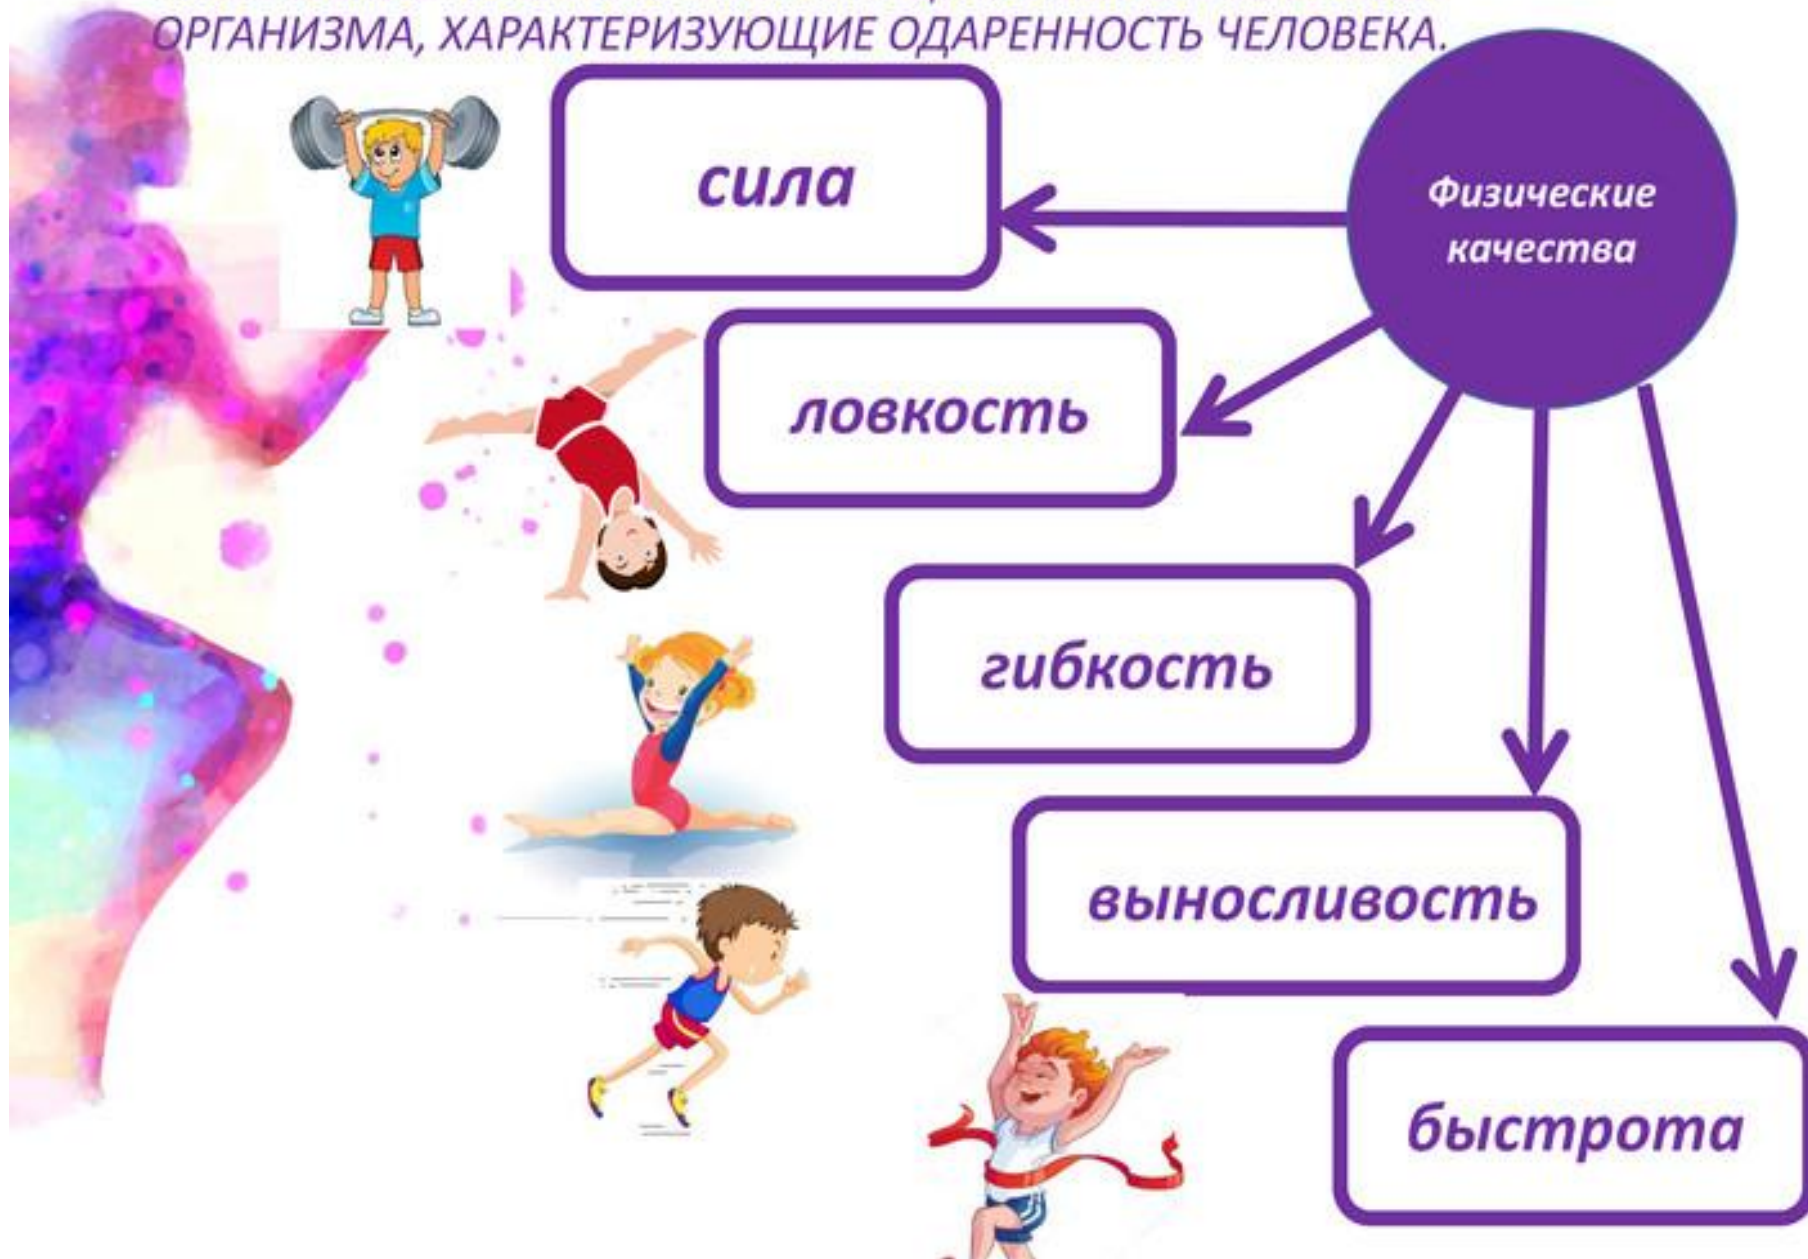 ОРГАНИЗМА, ХАРАКТЕРИЗУЮЩИЕ ОДАРЕННОСТЬ ЧЕЛОВЕКА.
Физические
качества
сила
ловкость
гибкость
выносливость
быстрота